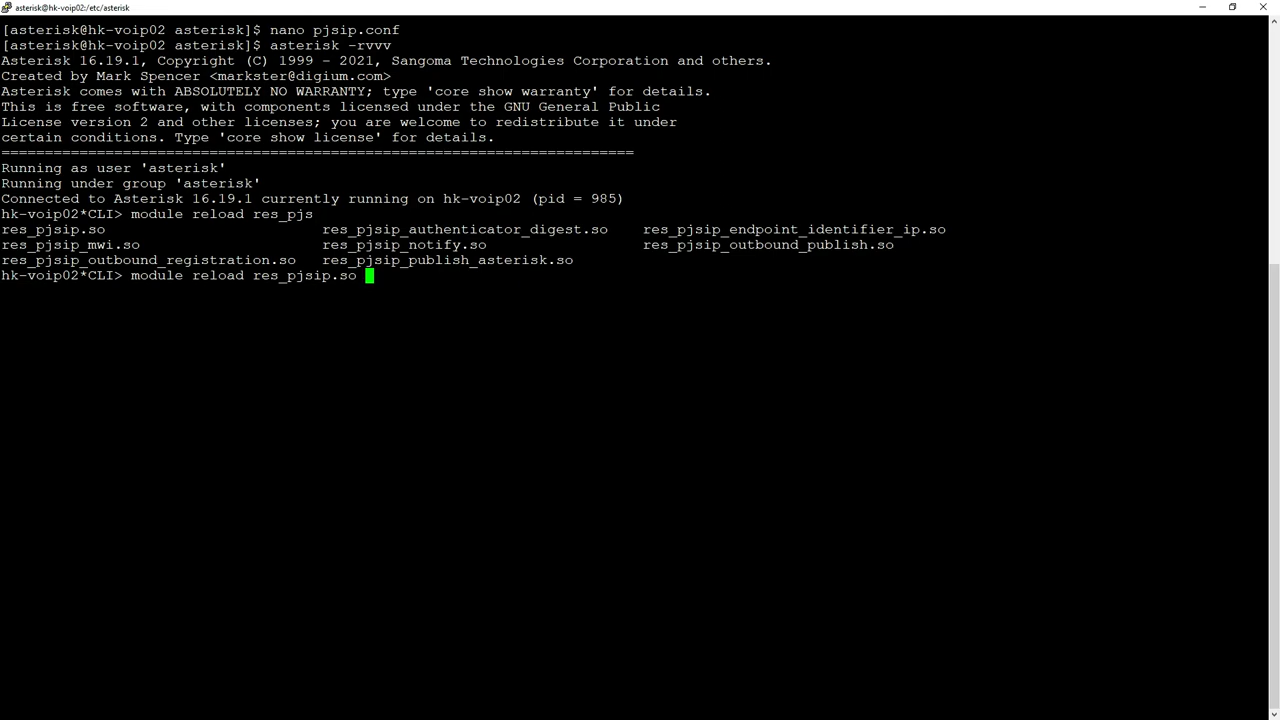 asterisk@hk-voip02:/etc/asterisk
[asterisk@hk-voip02 asterisk]$ nano pjsip.conf
[asterisk@hk-voip02 asterisk]$ asterisk -rvvv
Asterisk 16.19.1, Copyright (C) 1999 - 2021, Sangoma Technologies Corporation and others.
Created by Mark Spencer <markster@digium.com>
Asterisk comes with ABSOLUTELY NO WARRANTY; type 'core show warranty' for details.
This is free software, with components licensed under the GNU General Public
License version 2 and other licenses; you are welcome to redistribute it under
certain conditions. Type 'core show license' for details.
=========================================================================
Running as user 'asterisk'
Running under group 'asterisk'
Connected to Asterisk 16.19.1 currently running on hk-voip02 (pid = 985)
hk-voip02*CLI> module reload res_pjs
res_pjsip.so res_pjsip_authenticator_digest.so res_pjsip_endpoint_identifier_ip.so
res_pjsip_mwi.so res_pjsip_notify.so res_pjsip_outbound_publish.so
res_pjsip_outbound_registration.so res_pjsip_publish_asterisk.so
hk-voip02*CLI> module reload res_pjsip.so